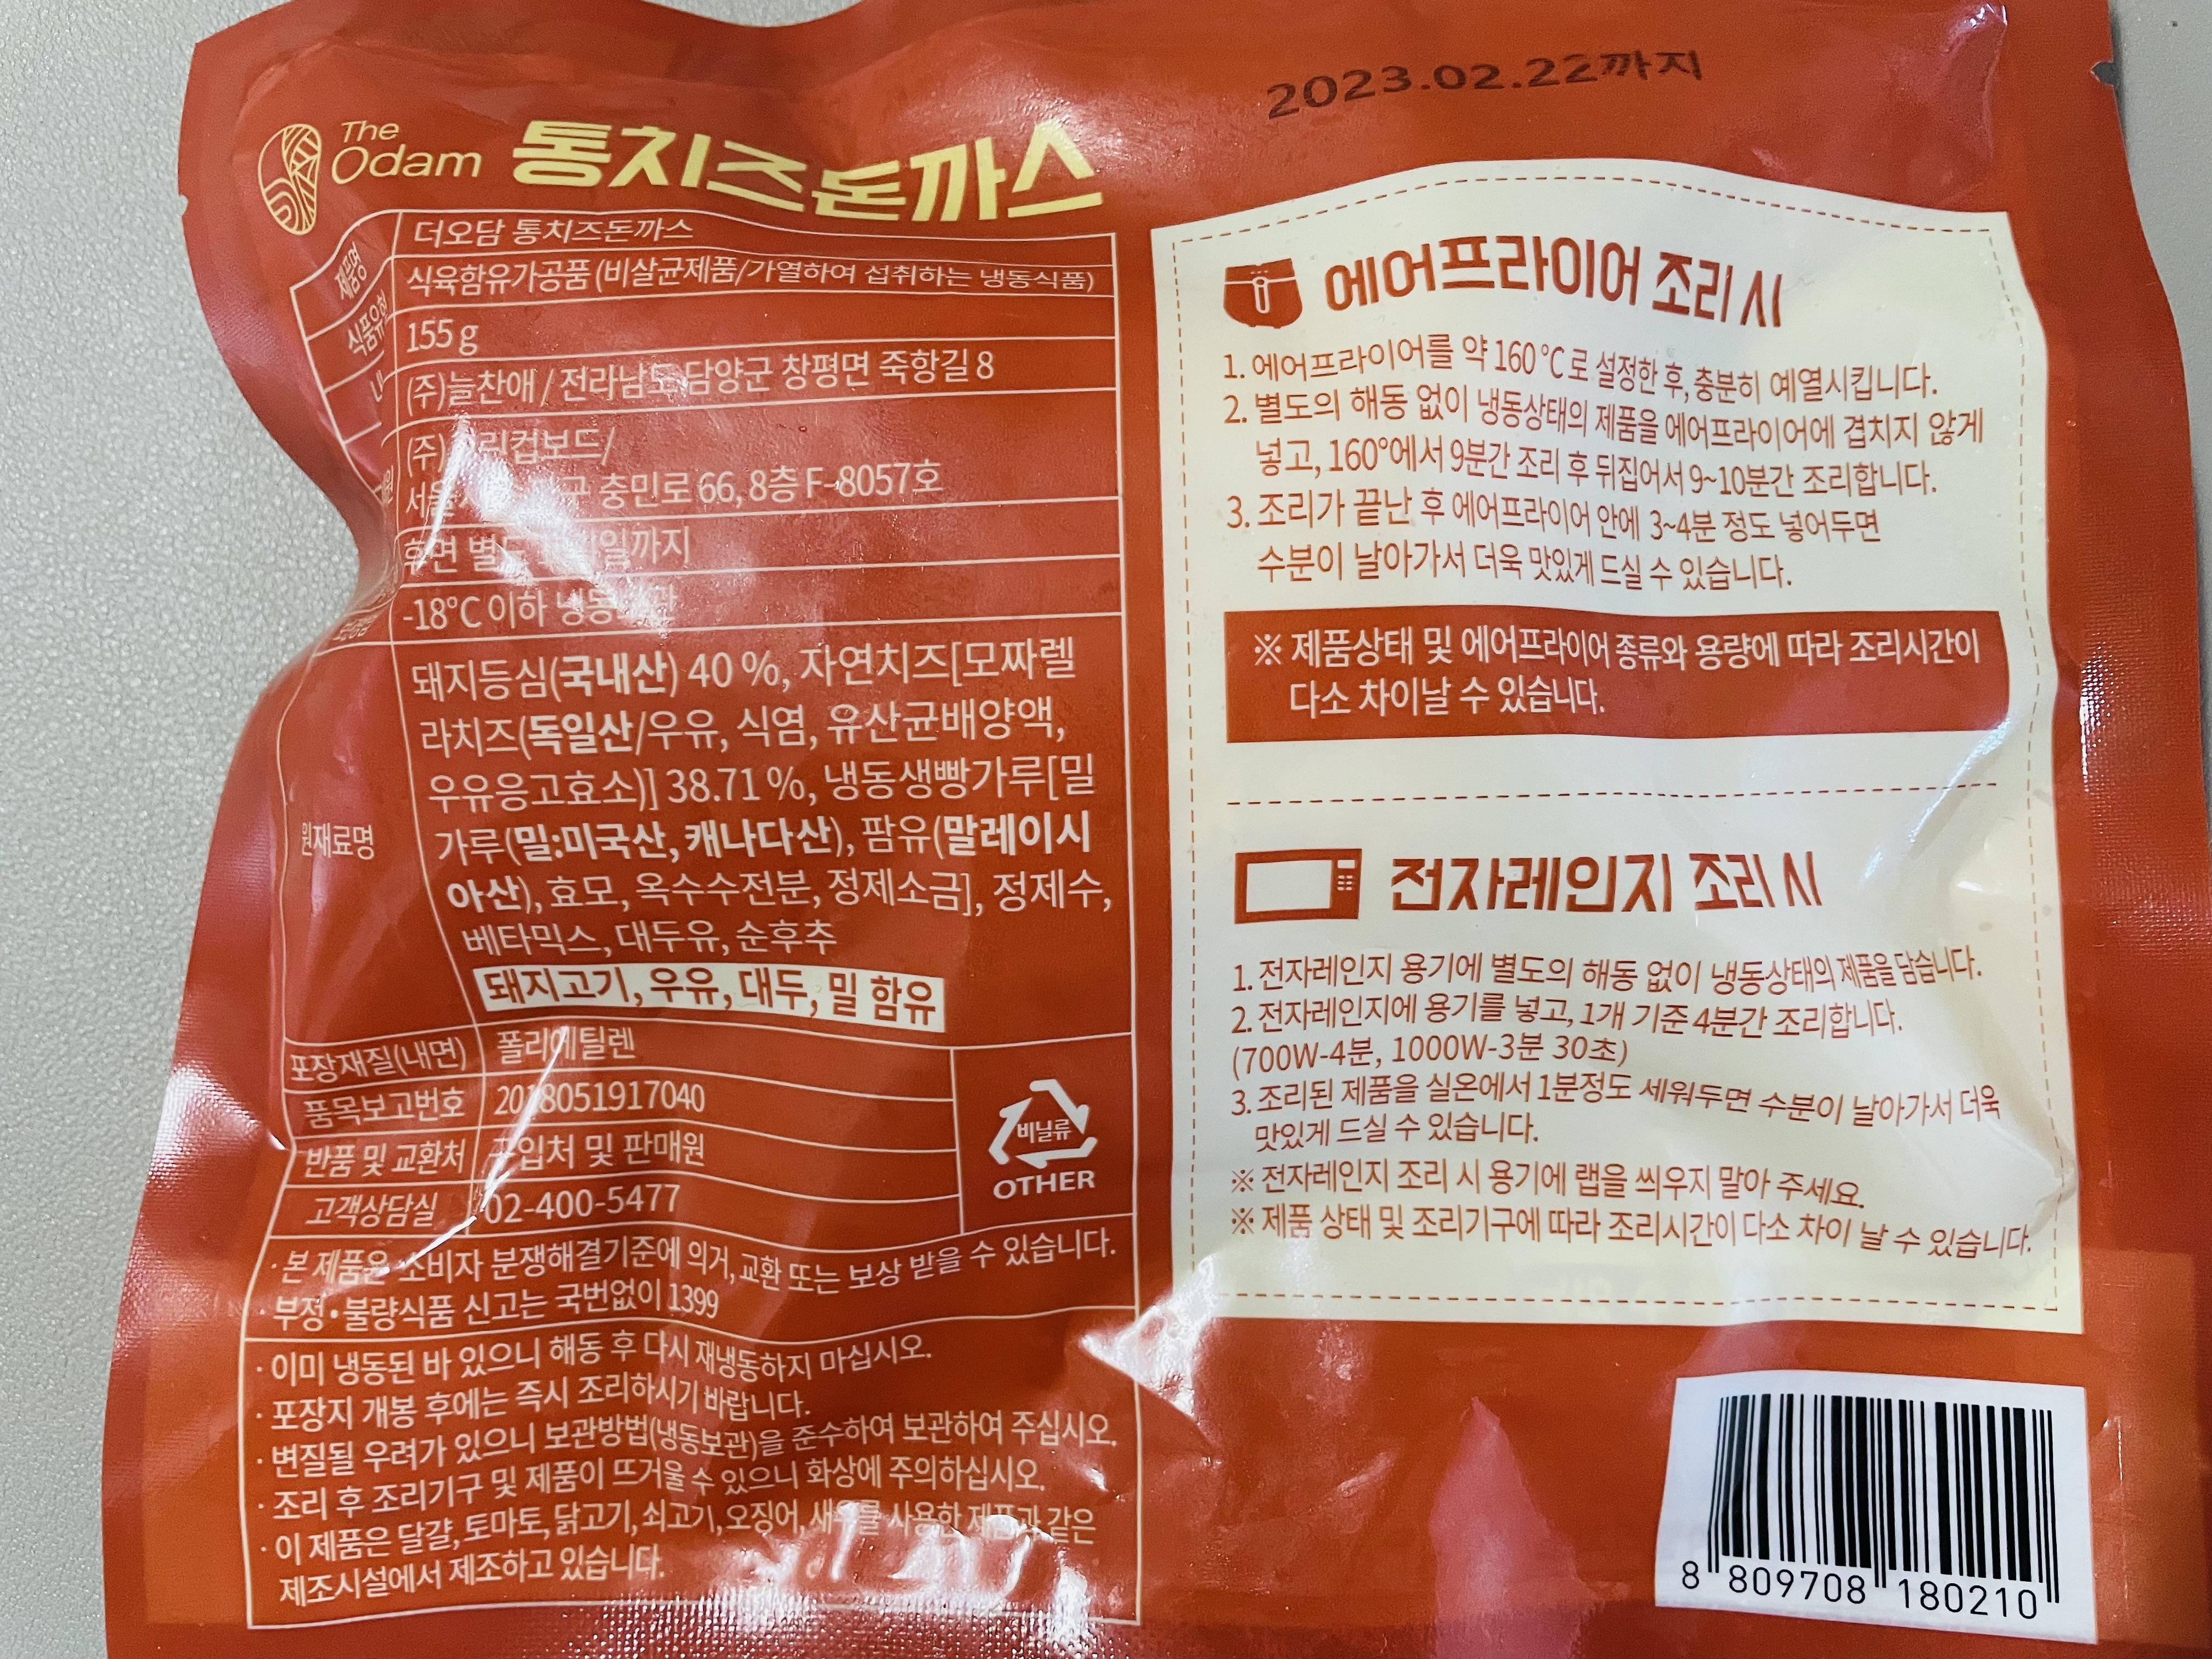 2023.02.22까지
The
Odam
통치즈돈까스
제품명
더오담 통치즈돈까스
식품유형
식육함유가공품 (비살균제품/가열하여 섭취하는 냉동식품)
155 g
(주)늘찬애 / 전라남도 담양군 창평면 죽항길 8
(주) 컵보드/
충민로 66, 8층 F-8057호
후면 별도
-18℃ 이하
원재료명
돼지등심(국내산) 40 %, 자연치즈[모짜렐
라치즈(독일산/우유, 식염, 유산균배양액,
우유응고효소)] 38.71 %, 냉동생빵가루[밀
가루(밀:미국산, 캐나다산), 팜유(말레이시
아산), 효모, 옥수수전분, 정제소금], 정제수,
베타믹스, 대두유, 순후추
돼지고기, 우유, 대두, 밀 함유
포장재질(내면)
폴리에틸렌
품목보고번호
2018051917040
반품 및 교환처
구입처 및 판매원
고객상담실
02-400-5477
비닐류
OTHER
· 본 제품은 소비자 분쟁해결기준에 의거, 교환 또는 보상 받을 수 있습니다.
· 부정•불량식품 신고는 국번없이 1399
· 이미 냉동된 바 있으니 해동 후 다시 재냉동하지 마십시오.
· 포장지 개봉 후에는 즉시 조리하시기 바랍니다.
· 변질될 우려가 있으니 보관방법(냉동보관)을 준수하여 보관하여 주십시오.
· 조리 후 조리기구 및 제품이 뜨거울 수 있으니 화상에 주의하십시오.
· 이 제품은 달걀, 토마토, 닭고기, 쇠고기, 오징어, 새우를 사용한 제품과 같은
제조시설에서 제조하고 있습니다.
에어프라이어 조리 시
1. 에어프라이어를 약 160℃로 설정한 후, 충분히 예열시킵니다.
2. 별도의 해동 없이 냉동상태의 제품을 에어프라이어에 겹치지 않게
넣고, 160°에서 9분간 조리 후 뒤집어서 9~10분간 조리합니다.
3. 조리가 끝난 후 에어프라이어 안에 3~4분 정도 넣어두면
수분이 날아가서 더욱 맛있게 드실 수 있습니다.
※ 제품상태 및 에어프라이어 종류와 용량에 따라 조리시간이
다소 차이날 수 있습니다.
전자레인지 조리 시
1. 전자레인지 용기에 별도의 해동 없이 냉동상태의 제품을 담습니다.
2. 전자레인지에 용기를 넣고, 1개 기준 4분간 조리합니다.
(700W-4분, 1000W-3분 30초)
3. 조리된 제품을 실온에서 1분정도 세워두면 수분이 날아가서 더욱
맛있게 드실 수 있습니다.
※ 전자레인지 조리 시 용기에 랩을 씌우지 말아 주세요.
※ 제품 상태 및 조리기구에 따라 조리시간이 다소 차이 날 수 있습니다.
8 809708 180210